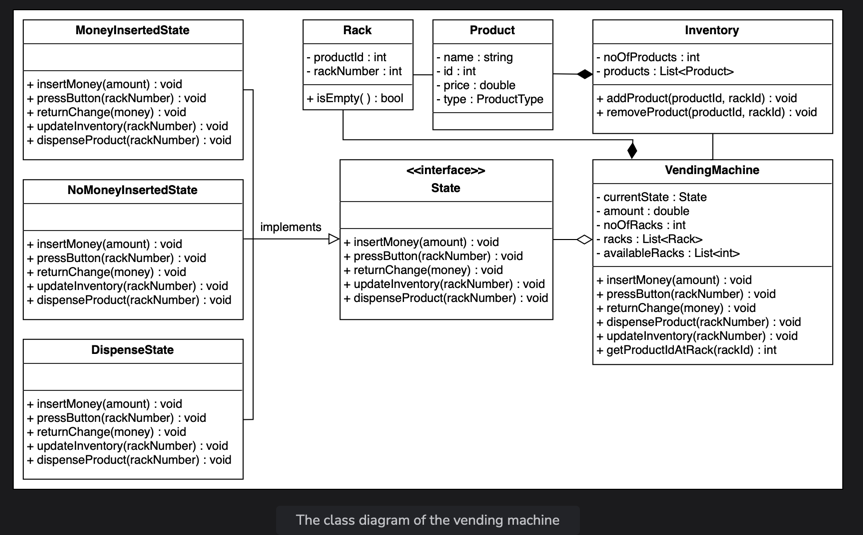 MoneyInsertedState
+ insertMoney(amount) : void
+ pressButton(rackNumber) : void
+ returnChange(money) : void
+ updateInventory(rackNumber) : void
+ dispenseProduct(rackNumber) : void
NoMoneyInsertedState
+ insertMoney(amount) : void
+ pressButton(rackNumber) : void
+ returnChange(money) : void
+ updateInventory(rackNumber) : void
+ dispenseProduct(rackNumber) : void
DispenseState
+ insertMoney(amount) : void
+ pressButton(rackNumber) : void
+ returnChange(money) : void
+ updateInventory(rackNumber) : void
+ dispenseProduct(rackNumber) : void
implements
Rack
- productId : int
- rackNumber : int
+ isEmpty( ) : bool
Product
- name : string
- id : int
- price : double
- type : ProductType
Inventory
- noOfProducts : int
- products : List<Product>
+ addProduct(productId, rackId) : void
+ removeProduct(productId, rackId) : void
<<interface>>
State
+ insertMoney(amount) : void
+ pressButton(rackNumber) : void
+ returnChange(money) : void
+ updateInventory(rackNumber) : void
+ dispenseProduct(rackNumber) : void
VendingMachine
- currentState : State
- amount : double
- noOfRacks : int
- racks : List<Rack>
- availableRacks : List<int>
+ insertMoney(amount) : void
+ pressButton(rackNumber) : void
+ returnChange(money) : void
+ dispenseProduct(rackNumber) : void
+ updateInventory(rackNumber) : void
+ getProductIdAtRack(rackId) : int
The class diagram of the vending machine